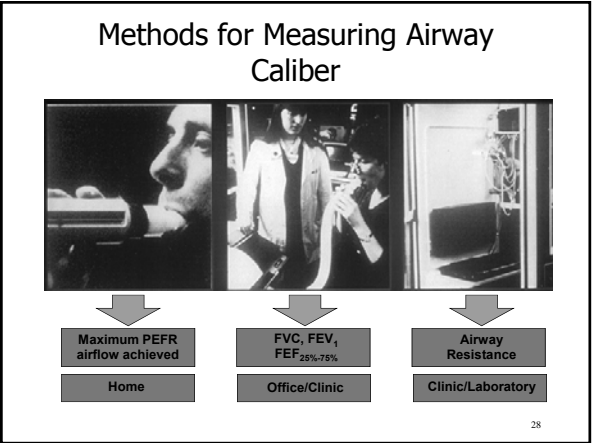 Methods for Measuring Airway
Caliber
Maximum PEFR
airflow achieved
FVC, FEV₁
FEF₂₅%-₇₅%
Airway
Resistance
Home
Office/Clinic
Clinic/Laboratory
28